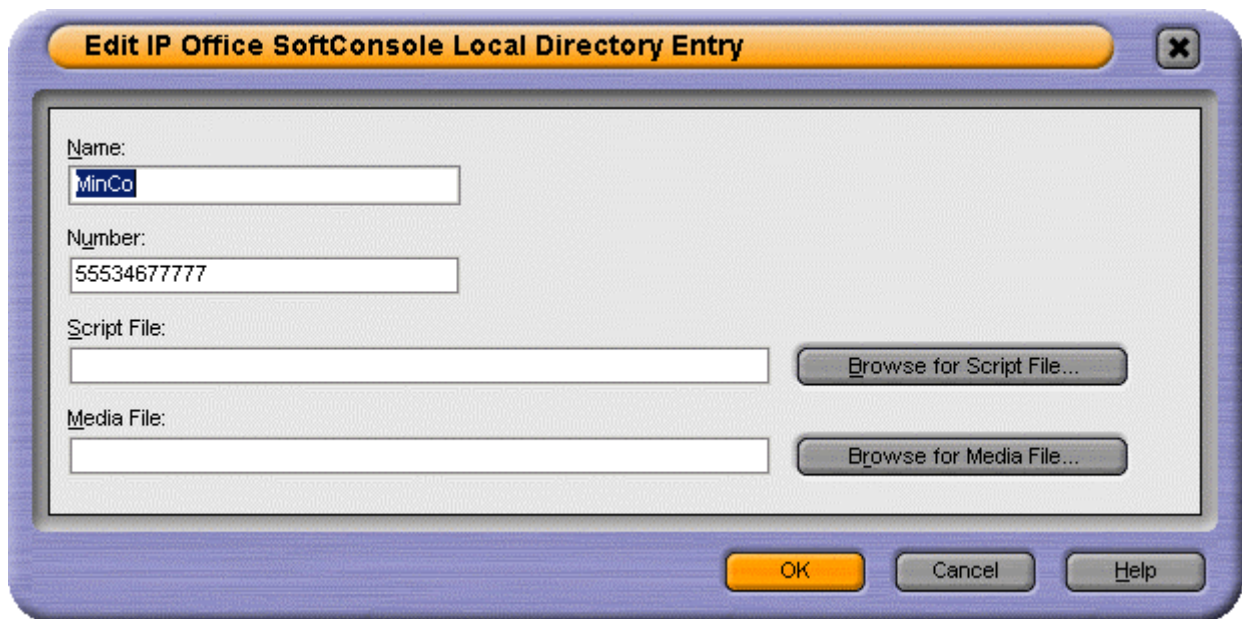 Edit IP Office SoftConsole Local Directory Entry
Name:
MinCo
Number:
55534677777
Script File:
Browse for Script File...
Media File:
Browse for Media File...
OK Cancel Help